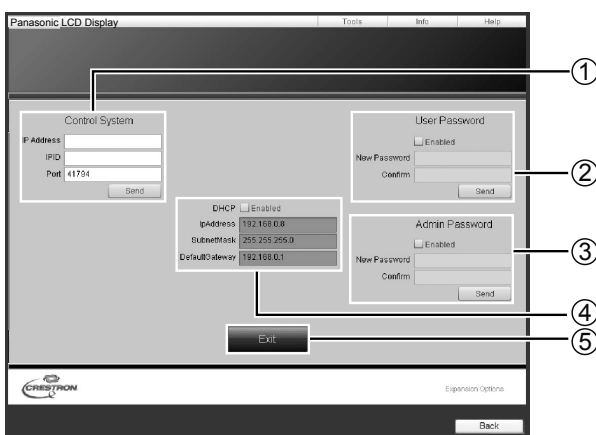 Panasonic LCD Display
Tools Info Help
①
Control System
IP Address
IPID
Port 41794
Send
User Password
Enabled
New Password
②
Confirm
Send
DHCP Enabled
IpAddress 192.168.0.8
SubnetMask 255.255.255.0
DefaultGateway 192.168.0.1
Admin Password
Enabled
③
New Password
Confirm
Send
④
Exit
⑤
CRESTRON
Expansion Options
Back